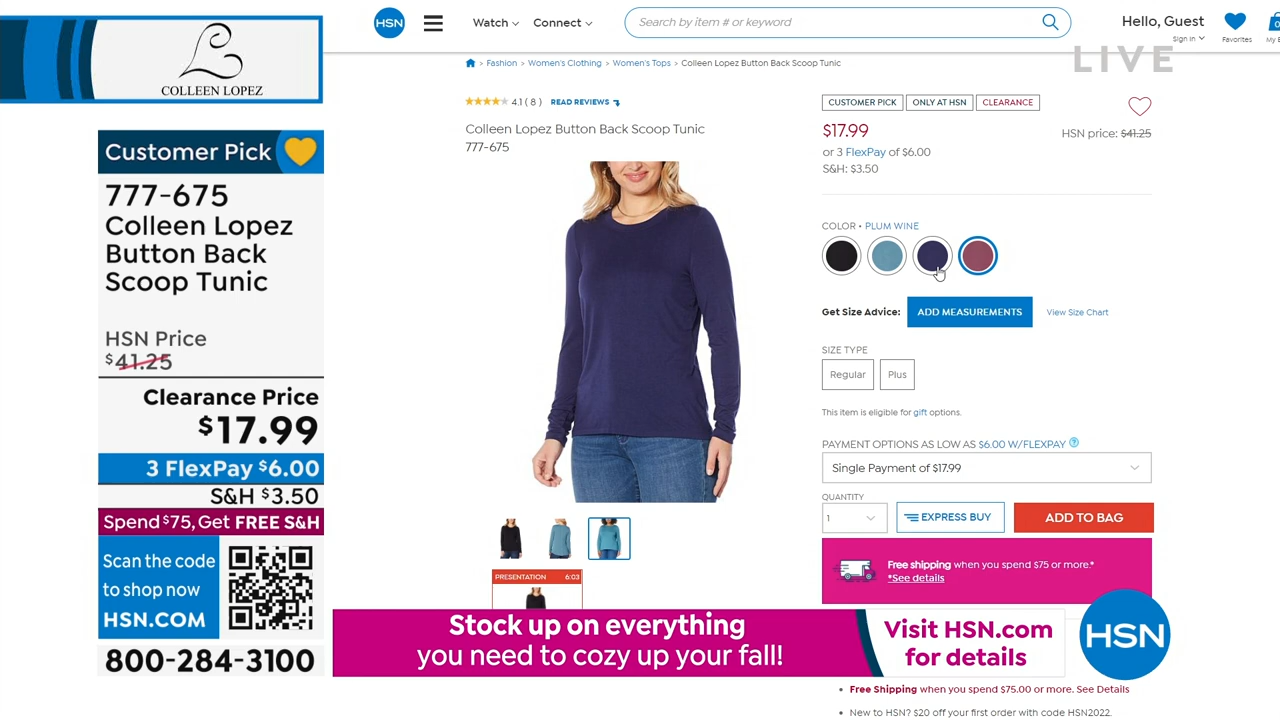 COLLEEN LOPEZ
Customer Pick
777-675
Colleen Lopez
Button Back
Scoop Tunic
HSN Price
$41.25
Clearance Price
$17.99
3 FlexPay $6.00
S&H $3.50
Spend $75, Get FREE S&H
Scan the code
to shop now
HSN.COM
800-284-3100
HSN
Watch
Connect
Search by item # or keyword
Hello, Guest
Sign In
Favorites
0
LIVE
> Fashion > Women's Clothing > Women's Tops > Colleen Lopez Button Back Scoop Tunic
4.1 ( 8 ) READ REVIEWS
Colleen Lopez Button Back Scoop Tunic
777-675
CUSTOMER PICK ONLY AT HSN CLEARANCE
$17.99
HSN price: $41.25
or 3 FlexPay of $6.00
S&H: $3.50
COLOR • PLUM WINE
Get Size Advice: ADD MEASUREMENTS View Size Chart
SIZE TYPE
Regular Plus
This item is eligible for gift options.
PAYMENT OPTIONS AS LOW AS $6.00 W/FLEXPAY ?
Single Payment of $17.99
QUANTITY
1
EXPRESS BUY
ADD TO BAG
Free shipping when you spend $75 or more.*
*See details
PRESENTATION 6:03
Stock up on everything
you need to cozy up your fall!
Visit HSN.com
for details
HSN
• Free Shipping when you spend $75.00 or more. See Details
• New to HSN? $20 off your first order with code HSN2022.